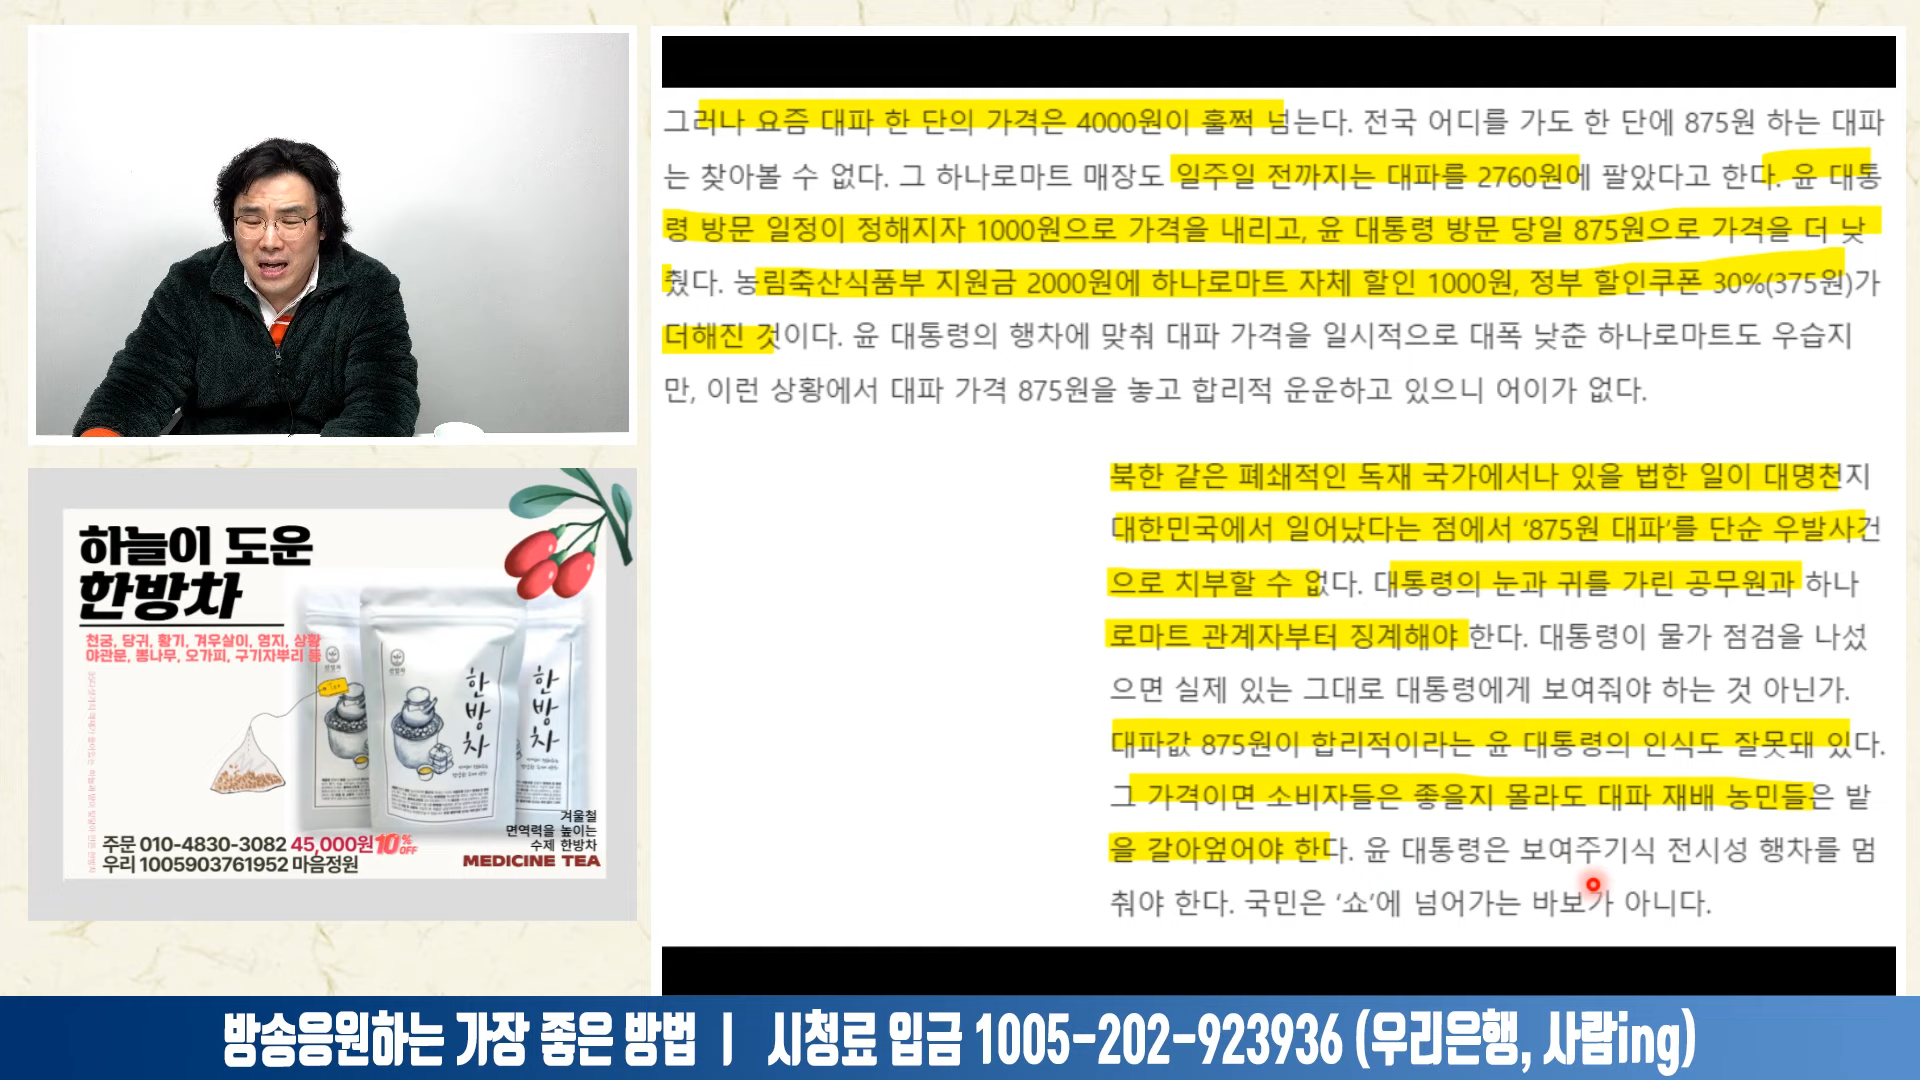 그러나 요즘 대파 한 단의 가격은 4000원이 훌쩍 넘는다. 전국 어디를 가도 한 단에 875원 하는 대파
는 찾아볼 수 없다. 그 하나로마트 매장도 일주일 전까지는 대파를 2760원에 팔았다고 한다. 윤 대통
령 방문 일정이 정해지자 1000원으로 가격을 내리고, 윤 대통령 방문 당일 875원으로 가격을 더 낮
췄다. 농림축산식품부 지원금 2000원에 하나로마트 자체 할인 1000원, 정부 할인쿠폰 30%(375원)가
더해진 것이다. 윤 대통령의 행차에 맞춰 대파 가격을 일시적으로 대폭 낮춘 하나로마트도 우습지
만, 이런 상황에서 대파 가격 875원을 놓고 합리적 운운하고 있으니 어이가 없다.
북한 같은 폐쇄적인 독재 국가에서나 있을 법한 일이 대명천지
대한민국에서 일어났다는 점에서 ‘875원 대파’를 단순 우발사건
으로 치부할 수 없다. 대통령의 눈과 귀를 가린 공무원과 하나
로마트 관계자부터 징계해야 한다. 대통령이 물가 점검을 나섰
으면 실제 있는 그대로 대통령에게 보여줘야 하는 것 아닌가.
대파값 875원이 합리적이라는 윤 대통령의 인식도 잘못돼 있다.
그 가격이면 소비자들은 좋을지 몰라도 대파 재배 농민들은 밭
을 갈아엎어야 한다. 윤 대통령은 보여주기식 전시성 행차를 멈
춰야 한다. 국민은 ‘쇼’에 넘어가는 바보가 아니다.
하늘이 도운
한방차
천궁, 당귀, 황기, 겨우살이, 영지, 상황
야관문, 뽕나무, 오가피, 구기자뿌리 등
한방차
한방차
겨울철
면역력을 높이는
수제 한방차
MEDICINE TEA
주문 010-4830-3082 45,000원 10% OFF
우리 1005903761952 마음정원
방송응원하는 가장 좋은 방법 | 시청료 입금 1005-202-923936 (우리은행, 사람ing)